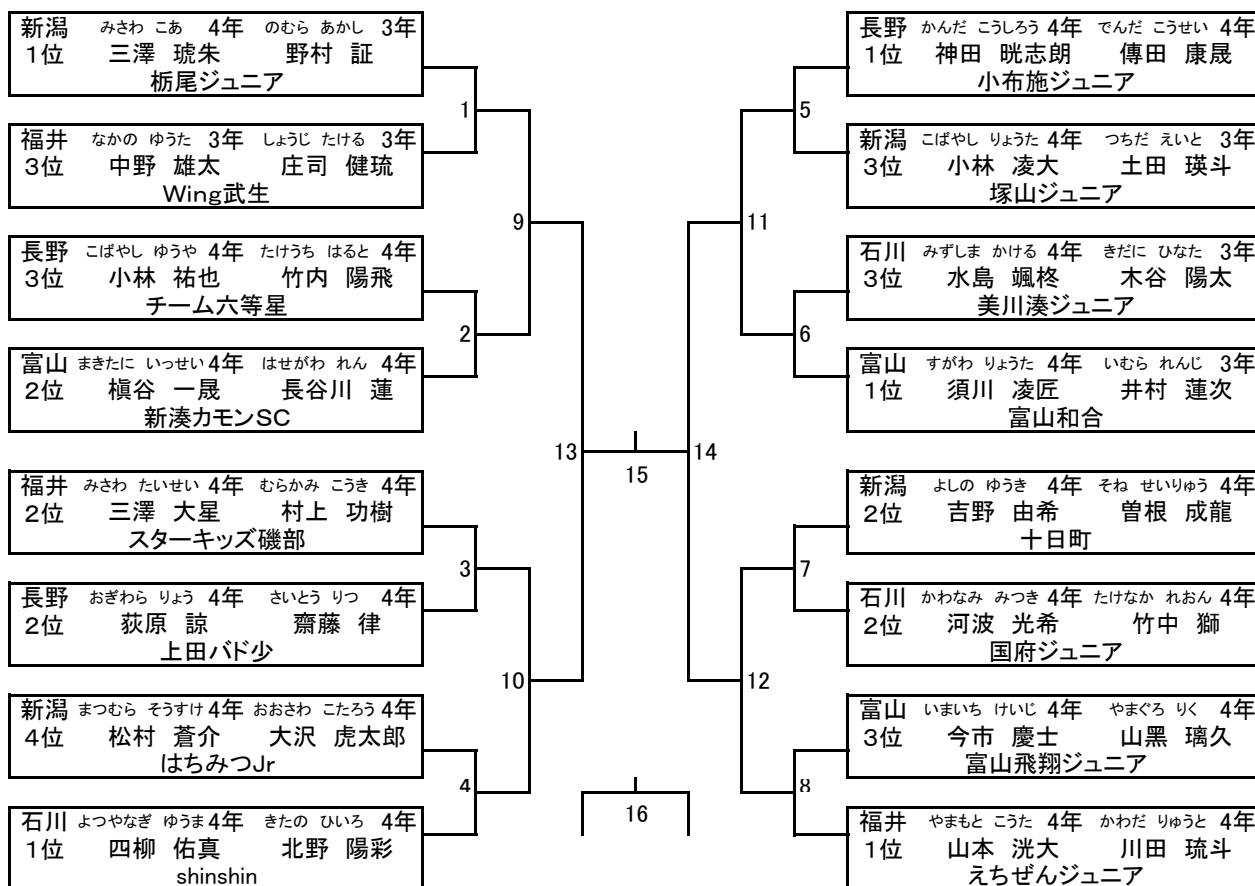 新潟 みさわ こあ 4年 のむら あかし 3年
1位 三澤 琥朱 野村 証
栃尾ジュニア
福井 なかの ゆうた 3年 しょうじ たける 3年
3位 中野 雄太 庄司 健琉
Wing武生
長野 こばやし ゆうや 4年 たけうち はると 4年
3位 小林 祐也 竹内 陽飛
チーム六等星
富山 まきたに いっせい 4年 はせがわ れん 4年
2位 槇谷 一晟 長谷川 蓮
新湊カモンSC
福井 みさわ たいせい 4年 むらかみ こうき 4年
2位 三澤 大星 村上 功樹
スターキッズ磯部
長野 おぎわら りょう 4年 さいとう りつ 4年
2位 荻原 諒 齋藤 律
上田バド少
新潟 まつむら そうすけ 4年 おおさわ こたろう 4年
4位 松村 蒼介 大沢 虎太郎
はちみつJr
石川 よつやなぎ ゆうま 4年 きたの ひいろ 4年
1位 四柳 佑真 北野 陽彩
shinshin
1
2
3
4
9
10
13
15
16
14
11
12
5
6
7
8
長野 かんだ こうしろう 4年 でんだ こうせい 4年
1位 神田 晄志朗 傳田 康晟
小布施ジュニア
新潟 こばやし りょうた 4年 つちだ えいと 3年
3位 小林 凌大 土田 瑛斗
塚山ジュニア
石川 みずしま かける 4年 きだに ひなた 3年
3位 水島 颯柊 木谷 陽太
美川湊ジュニア
富山 すがわ りょうた 4年 いむら れんじ 3年
1位 須川 凌匠 井村 蓮次
富山和合
新潟 よしの ゆうき 4年 そね せいりゅう 4年
2位 吉野 由希 曽根 成龍
十日町
石川 かわなみ みつき 4年 たけなか れおん 4年
2位 河波 光希 竹中 獅
国府ジュニア
富山 いまいち けいじ 4年 やまぐろ りく 4年
3位 今市 慶士 山黑 璃久
富山飛翔ジュニア
福井 やまもと こうた 4年 かわだ りゅうと 4年
1位 山本 洸大 川田 琉斗
えちぜんジュニア